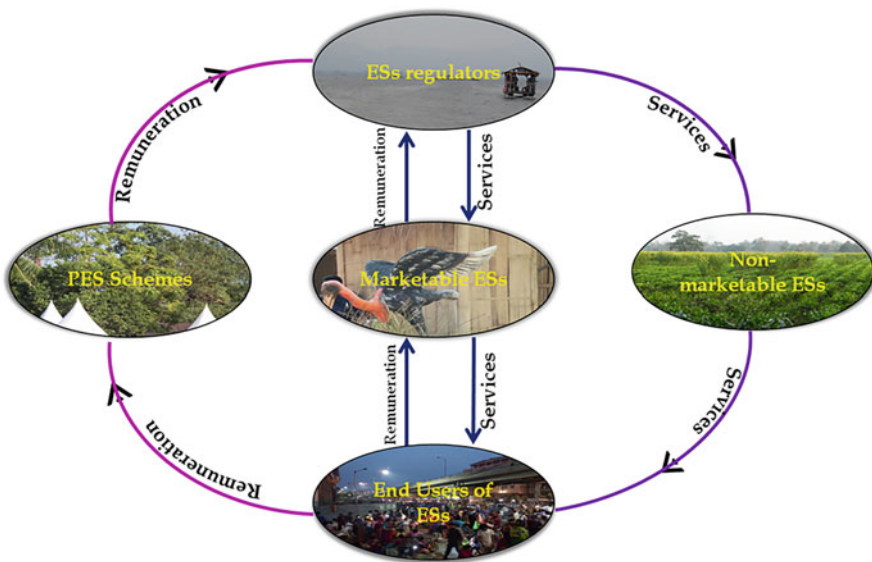 ESs regulators
Remuneration
Services
Remuneration
Services
PES Schemes
Marketable ESs
Non-
marketable ESs
Remuneration
Services
Remuneration
Services
End Users of
ESs